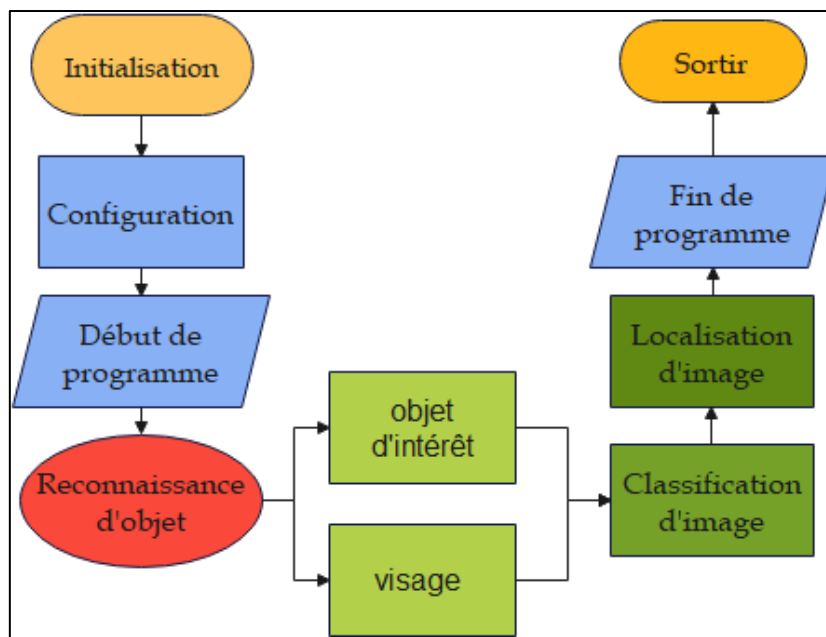 Initialisation
Configuration
Début de
programme
Reconnaissance
d'objet
objet
d'intérêt
visage
Classification
d'image
Localisation
d'image
Fin de
programme
Sortir